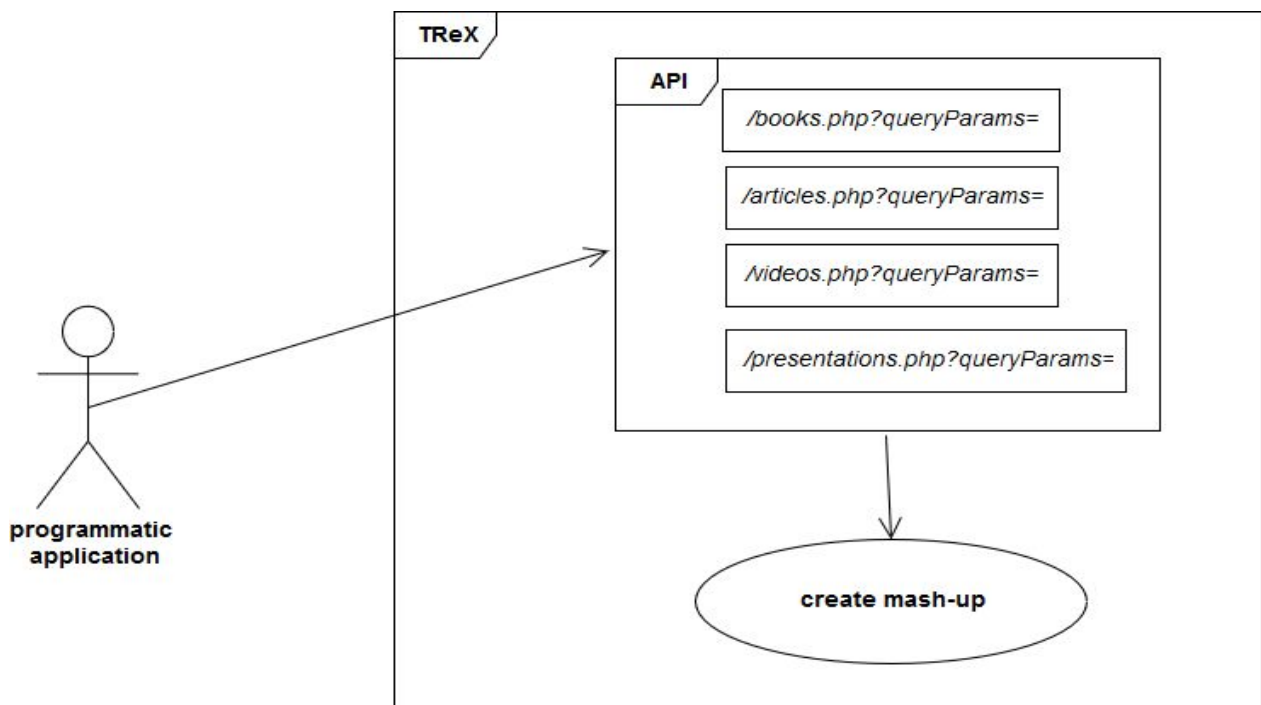 TReX
API
/books.php?queryParams=
/articles.php?queryParams=
/videos.php?queryParams=
/presentations.php?queryParams=
programmatic
application
create mash-up